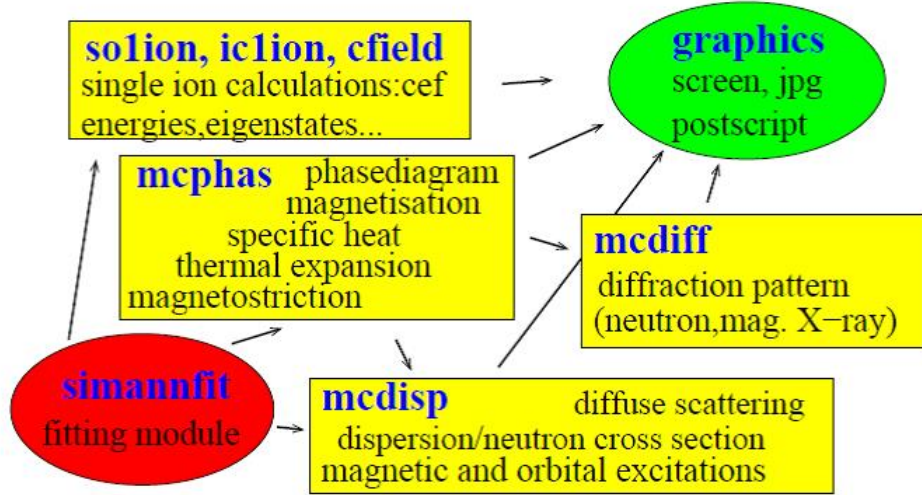 so1ion, ic1ion, cfield
single ion calculations:cef
energies,eigenstates...
graphics
screen, jpg
postscript
mcphas phasediagram
magnetisation
specific heat
thermal expansion
magnetostriction
mcdiff
diffraction pattern
(neutron,mag. X−ray)
simannfit
fitting module
mcdisp diffuse scattering
dispersion/neutron cross section
magnetic and orbital excitations